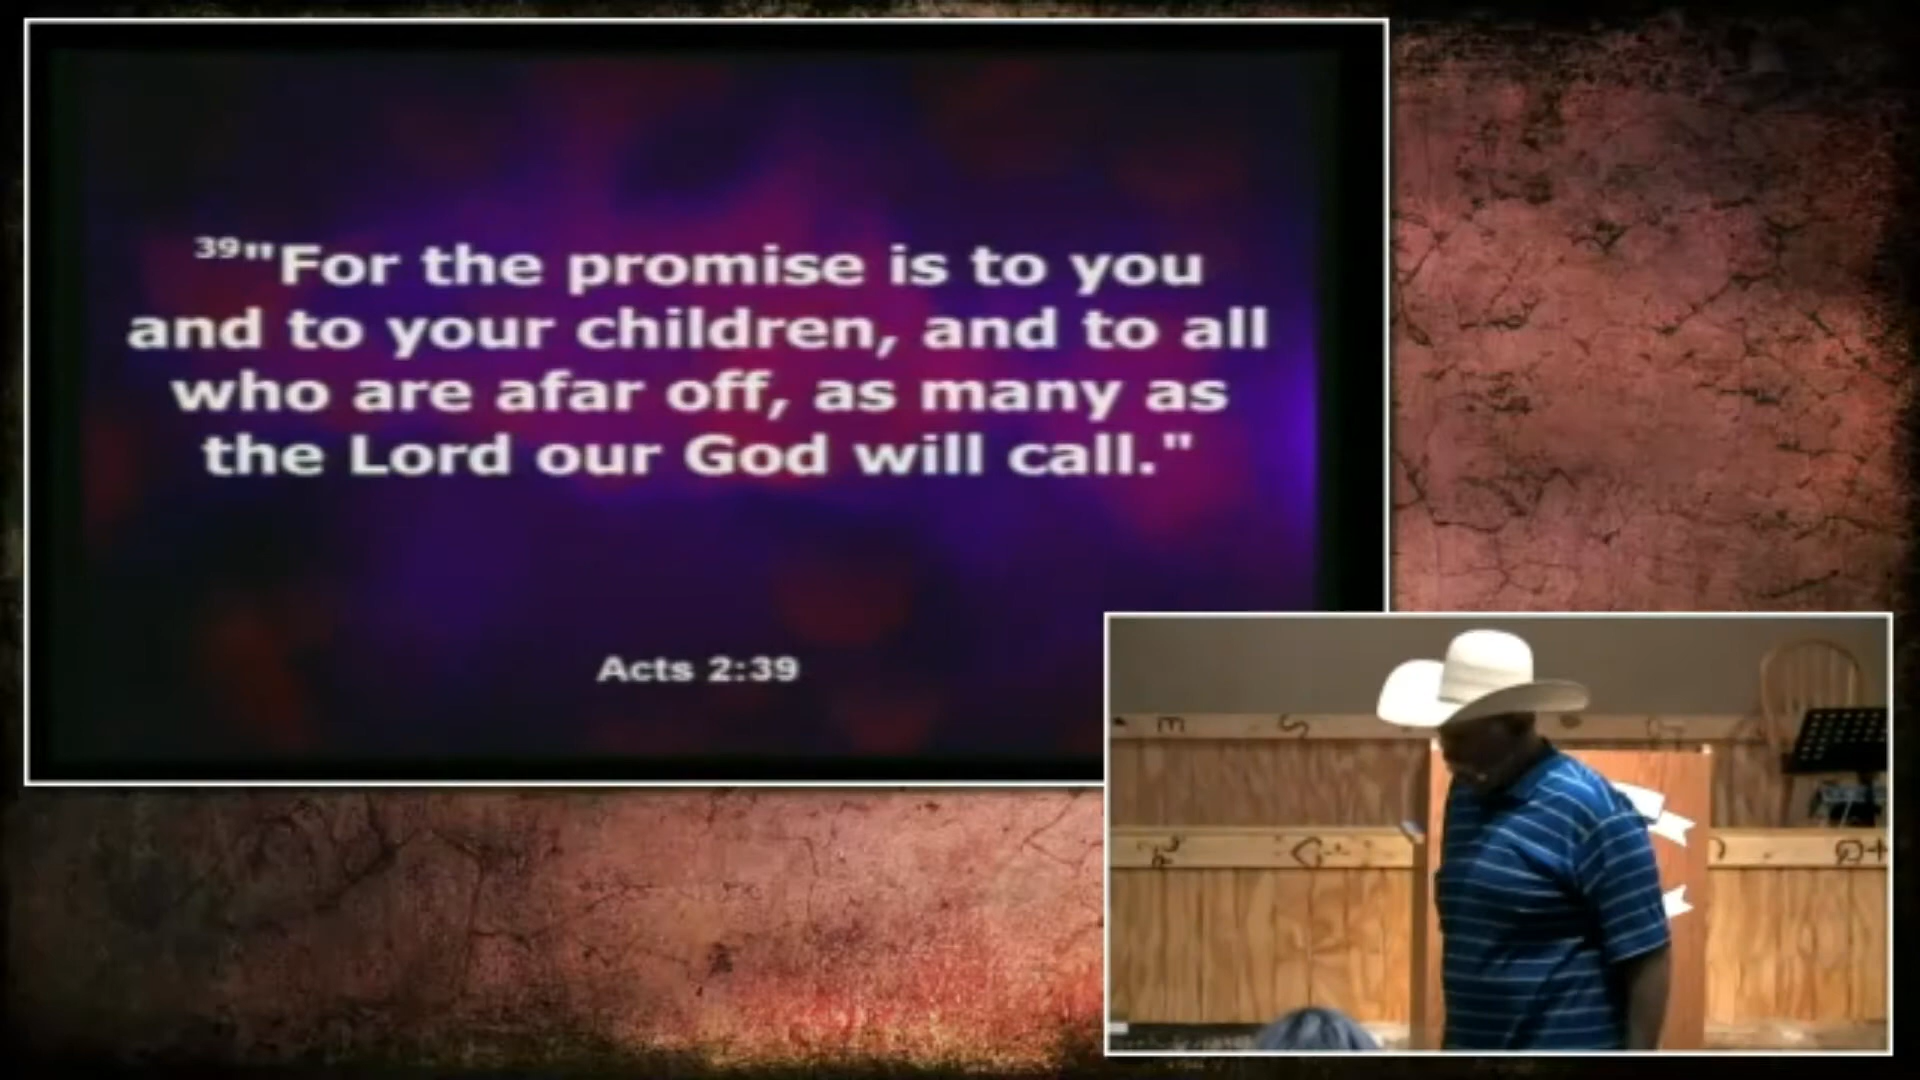 39"For the promise is to you
and to your children, and to all
who are afar off, as many as
the Lord our God will call."
Acts 2:39